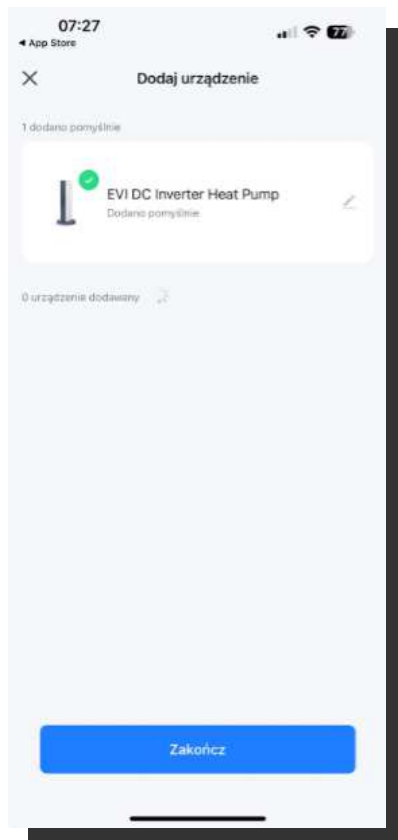 07:27
◀ App Store
77
Dodaj urządzenie
1 dodano pomyślnie
EVI DC Inverter Heat Pump
Dodano pomyślnie
0 urządzenie dodawany
Zakończ